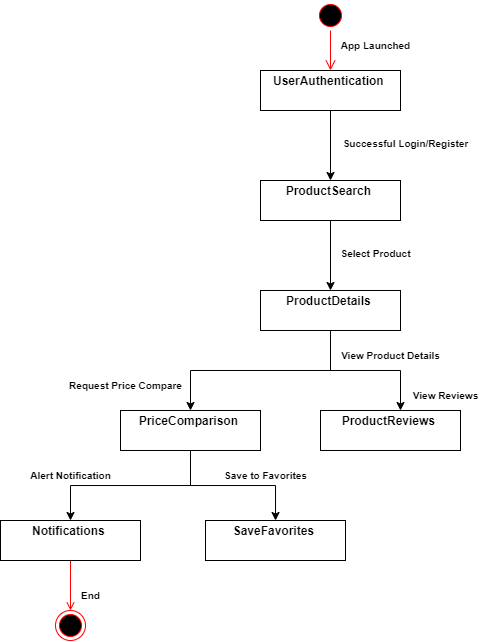 App Launched
UserAuthentication
Successful Login/Register
ProductSearch
Select Product
ProductDetails
View Product Details
Request Price Compare
View Reviews
PriceComparison
ProductReviews
Alert Notification
Save to Favorites
Notifications
SaveFavorites
End